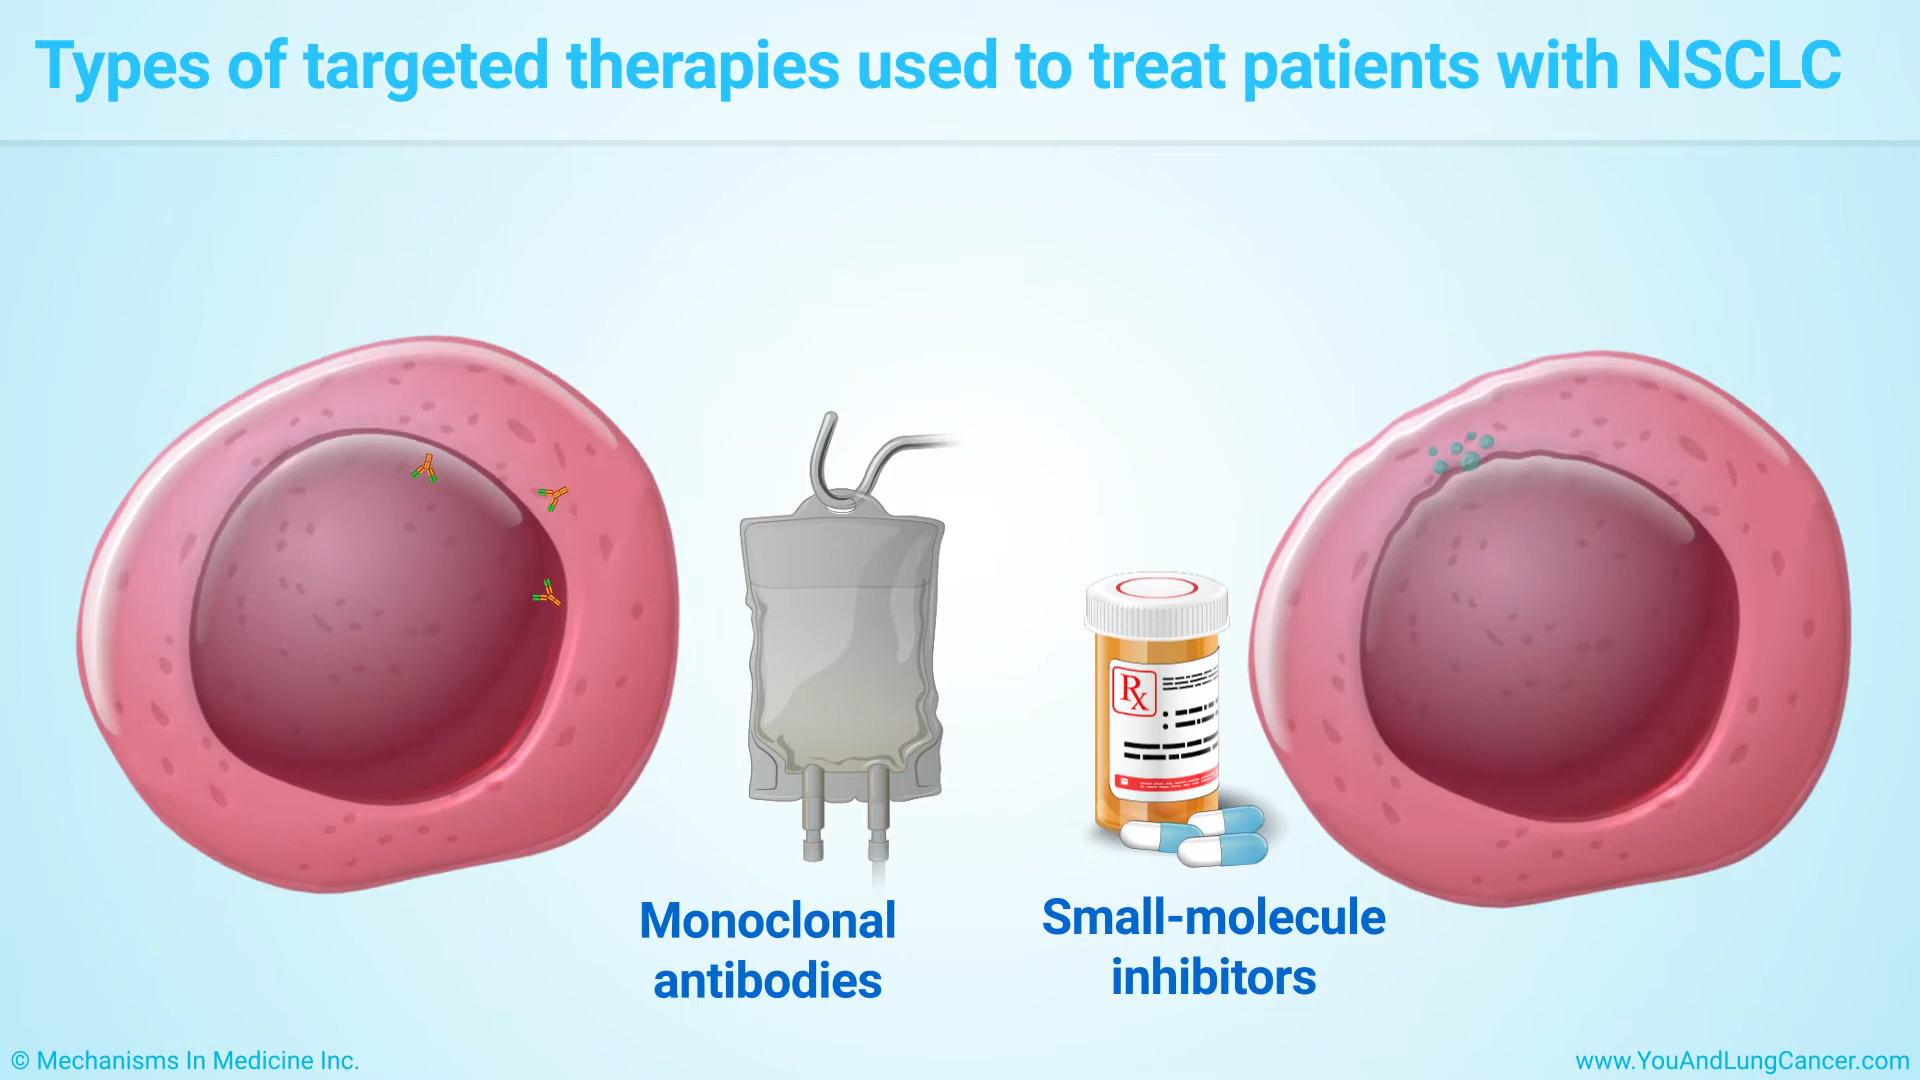 Types of targeted therapies used to treat patients with NSCLC
Rx
Monoclonal
antibodies
Small-molecule
inhibitors
© Mechanisms In Medicine Inc.
www.YouAndLungCancer.com